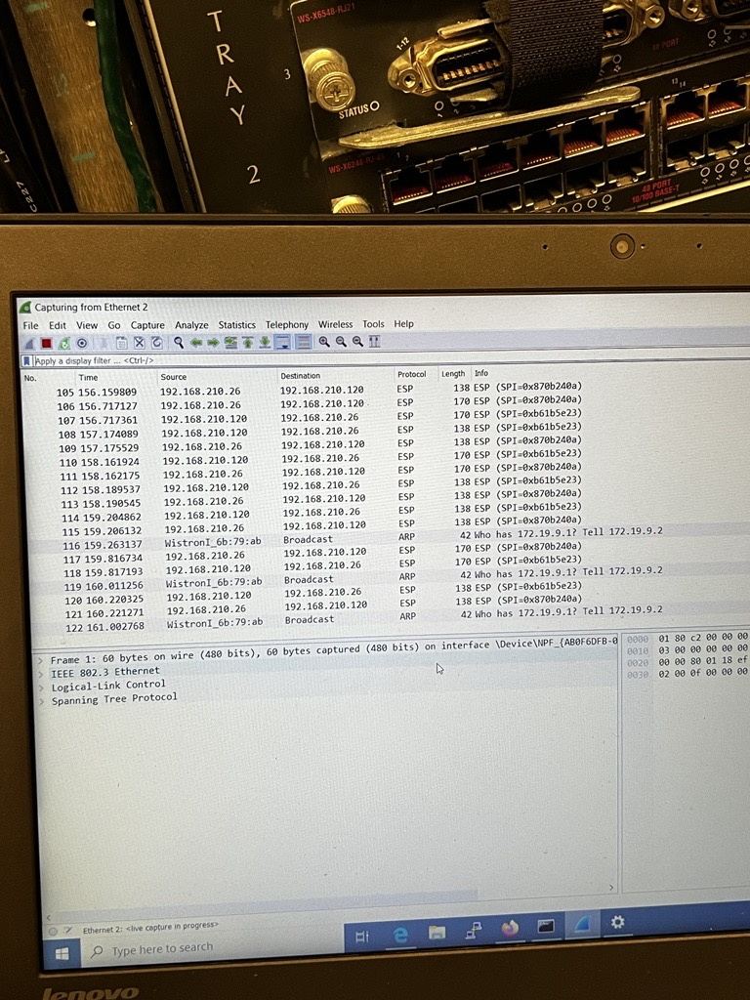 TRAY 2
WS-X6548-RJ21
3
1-12
STATUS
WS-X6248-RJ-45
48 PORT
10/100 BASE-T
13 14
Capturing from Ethernet 2
File Edit View Go Capture Analyze Statistics Telephony Wireless Tools Help
Apply a display filter ... <Ctrl-/>
No. Time Source Destination Protocol Length Info
105 156.159809 192.168.210.26 192.168.210.120 ESP 138 ESP (SPI=0x870b240a)
106 156.717127 192.168.210.26 192.168.210.120 ESP 170 ESP (SPI=0x870b240a)
107 156.717361 192.168.210.120 192.168.210.26 ESP 170 ESP (SPI=0xb61b5e23)
108 157.174089 192.168.210.120 192.168.210.26 ESP 138 ESP (SPI=0xb61b5e23)
109 157.175529 192.168.210.26 192.168.210.120 ESP 138 ESP (SPI=0x870b240a)
110 158.161924 192.168.210.120 192.168.210.26 ESP 170 ESP (SPI=0xb61b5e23)
111 158.162175 192.168.210.26 192.168.210.120 ESP 170 ESP (SPI=0x870b240a)
112 158.189537 192.168.210.120 192.168.210.26 ESP 138 ESP (SPI=0xb61b5e23)
113 158.190545 192.168.210.26 192.168.210.120 ESP 138 ESP (SPI=0x870b240a)
114 159.204862 192.168.210.120 192.168.210.26 ESP 138 ESP (SPI=0xb61b5e23)
115 159.206132 192.168.210.26 192.168.210.120 ESP 138 ESP (SPI=0x870b240a)
116 159.263137 WistronI_6b:79:ab Broadcast ARP 42 Who has 172.19.9.1? Tell 172.19.9.2
117 159.816734 192.168.210.26 192.168.210.120 ESP 170 ESP (SPI=0x870b240a)
118 159.817193 192.168.210.120 192.168.210.26 ESP 170 ESP (SPI=0xb61b5e23)
119 160.011256 WistronI_6b:79:ab Broadcast ARP 42 Who has 172.19.9.1? Tell 172.19.9.2
120 160.220325 192.168.210.120 192.168.210.26 ESP 138 ESP (SPI=0xb61b5e23)
121 160.221271 192.168.210.26 192.168.210.120 ESP 138 ESP (SPI=0x870b240a)
122 161.002768 WistronI_6b:79:ab Broadcast ARP 42 Who has 172.19.9.1? Tell 172.19.9.2
Frame 1: 60 bytes on wire (480 bits), 60 bytes captured (480 bits) on interface \Device\NPF_{AB0F6DFB-0
IEEE 802.3 Ethernet
Logical-Link Control
Spanning Tree Protocol
0000 01 80 c2 00 00 00
0010 03 00 00 00 00 00
0020 00 00 80 01 18 ef
0030 02 00 0f 00 00 00
Ethernet 2: <live capture in progress>
Type here to search
lenovo